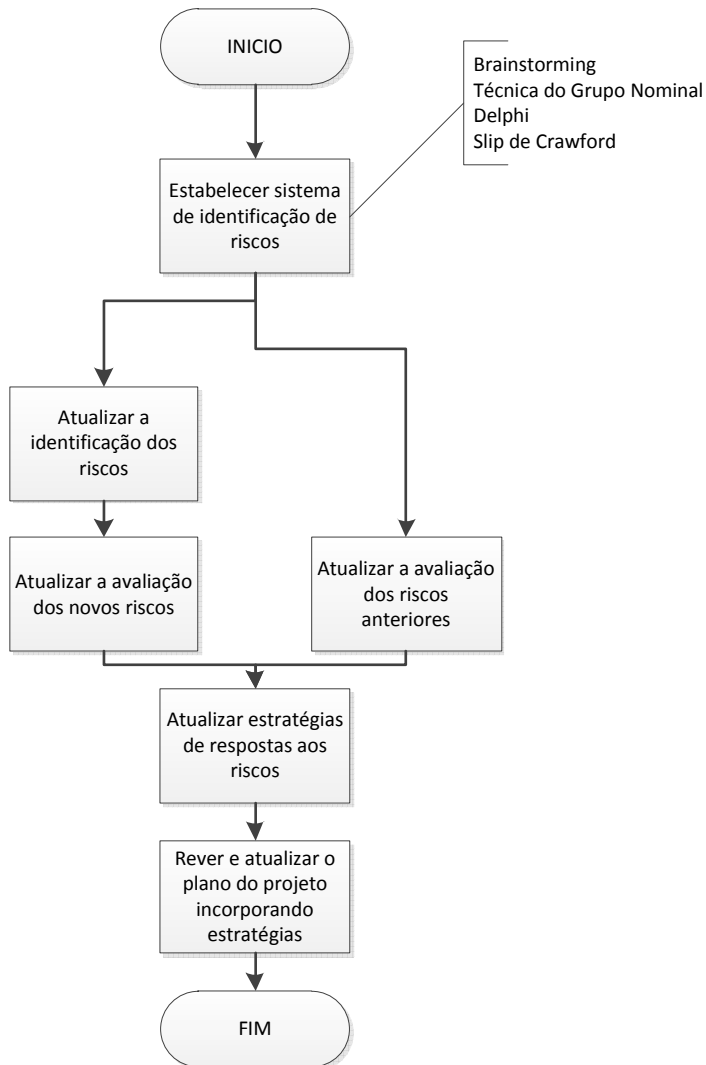 INICIO
Brainstorming
Técnica do Grupo Nominal
Delphi
Slip de Crawford
Estabelecer sistema
de identificação de
riscos
Atualizar a
identificação dos
riscos
Atualizar a avaliação
dos novos riscos
Atualizar a avaliação
dos riscos
anteriores
Atualizar estratégias
de respostas aos
riscos
Rever e atualizar o
plano do projeto
incorporando
estratégias
FIM